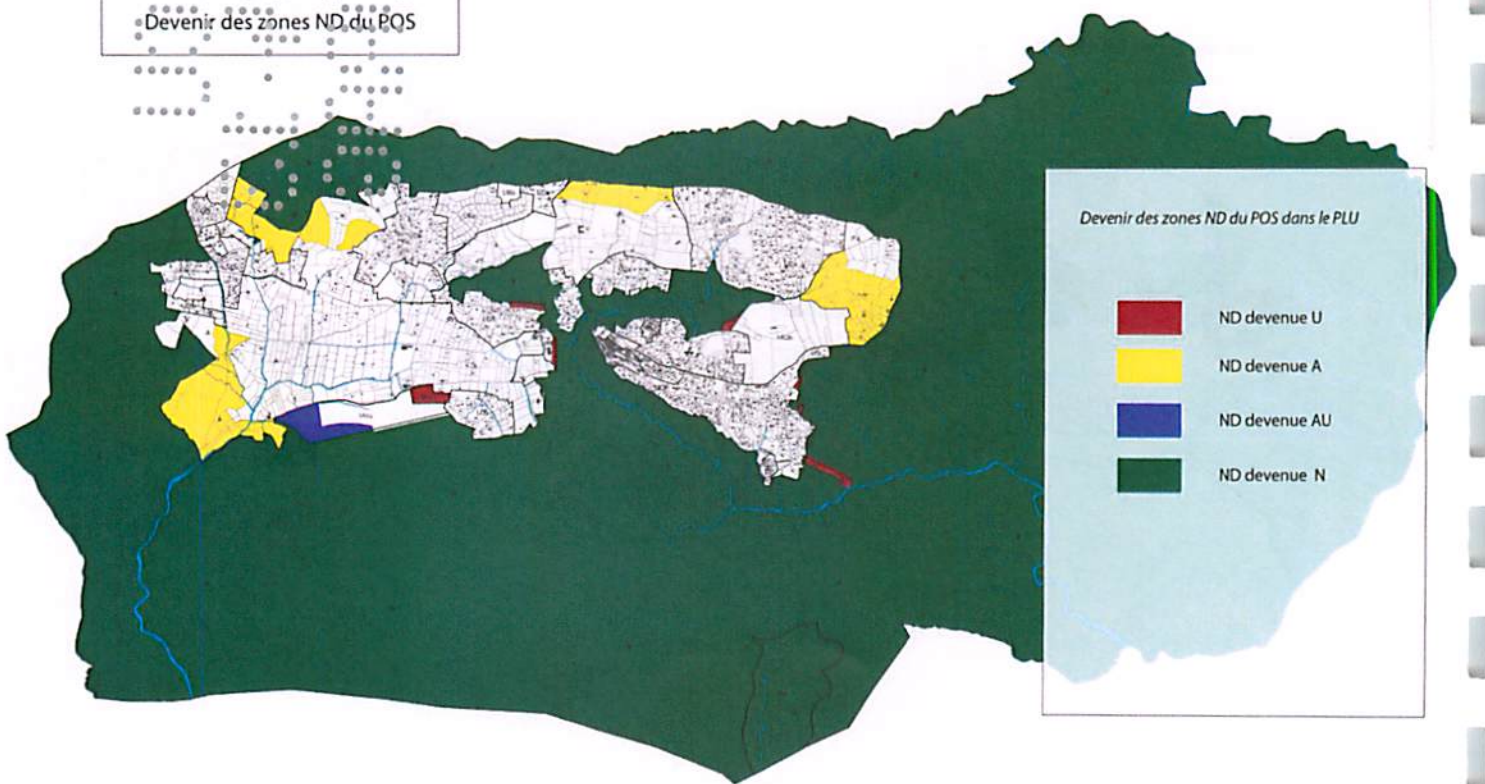 Devenir des zones ND du POS
Devenir des zones ND du POS dans le PLU
ND devenue U
ND devenue A
ND devenue AU
ND devenue N